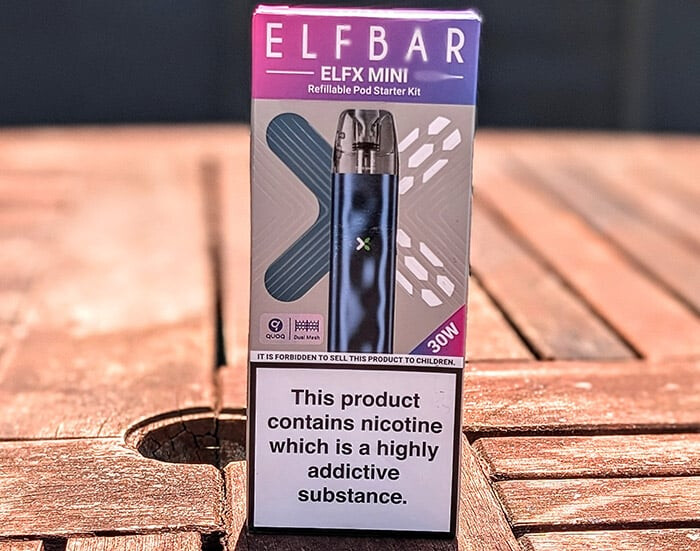 ELFBAR
ELFX MINI
Refillable Pod Starter Kit
QUAQ
Dual Mesh
30W
IT IS FORBIDDEN TO SELL THIS PRODUCT TO CHILDREN.
This product
contains nicotine
which is a highly
addictive
substance.